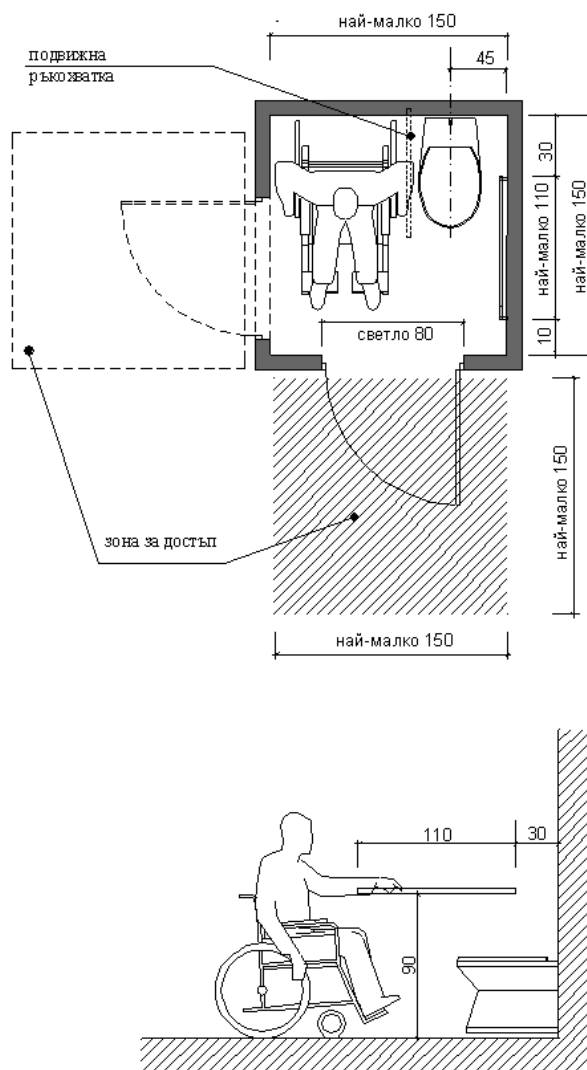 най-малко 150
подвижна
ръкохватка
45
30
най-малко 110
най-малко 150
10
светло 80
най-малко 150
зона за достъп
най-малко 150
110
30
90